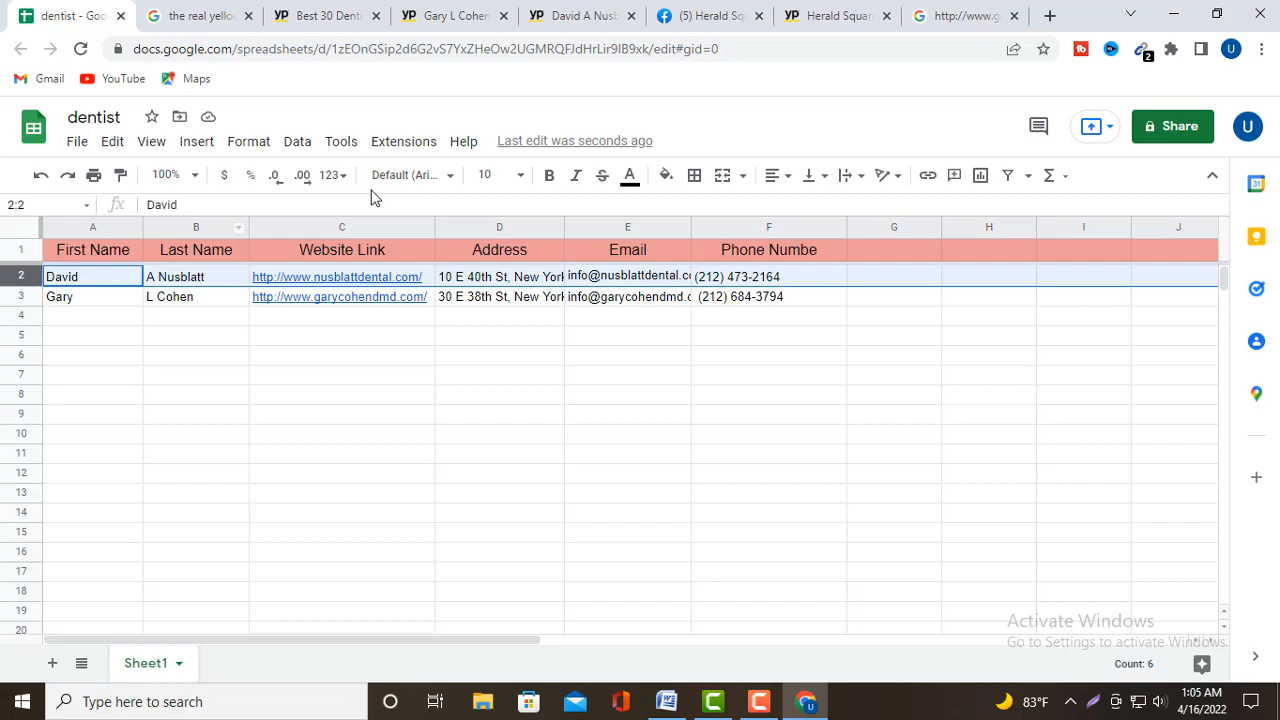 dentist - Goo
the real yello
Best 30 Denti
Gary L Cohen
David A Nusb
(5) Herald Squ
Herald Square
http://www.g
docs.google.com/spreadsheets/d/1zEOnGSip2d6G2vS7YxZHeOw2UGMRQFJdHrLir9IB9xk/edit#gid=0
2
U
Gmail
YouTube
Maps
dentist
File Edit View Insert Format Data Tools Extensions Help Last edit was seconds ago
Share
U
100% $ % .0 .00 123 Default (Ari... 10 B I S A
2:2 fx David
A B C D E F G H I J
1 First Name Last Name Website Link Address Email Phone Numbe
2 David A Nusblatt http://www.nusblattdental.com/ 10 E 40th St, New York info@nusblattdental.co (212) 473-2164
3 Gary L Cohen http://www.garycohendmd.com/ 30 E 38th St, New York info@garycohendmd.c (212) 684-3794
4
5
6
7
8
9
10
11
12
13
14
15
16
17
18
19
20
Activate Windows
Go to Settings to activate Windows.
Sheet1
Count: 6
Type here to search
83°F
1:05 AM
4/16/2022